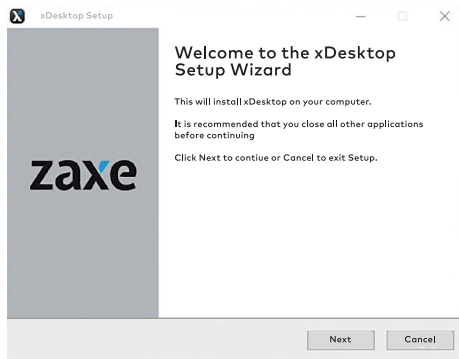 xDesktop Setup
Welcome to the xDesktop
Setup Wizard
This will install xDesktop on your computer.
It is recommended that you close all other applications
before continuing
Click Next to contiue or Cancel to exit Setup.
zaxe
Next
Cancel